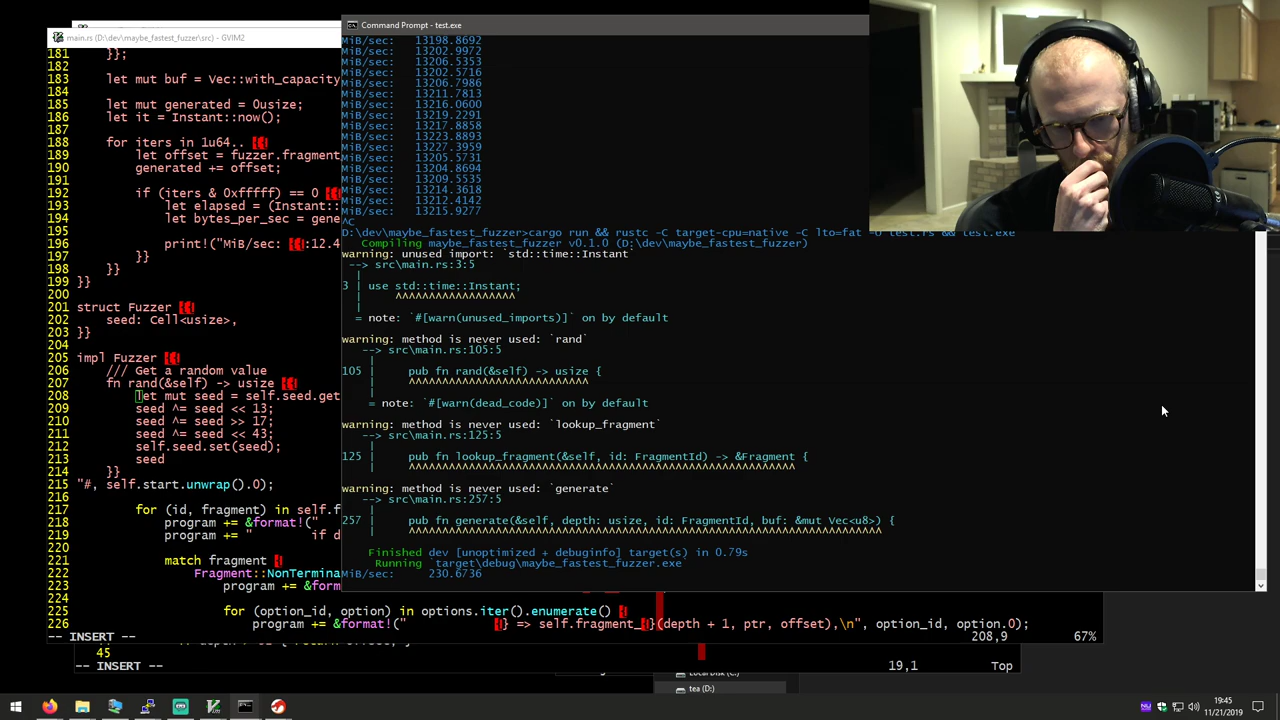 main.rs (D:\dev\maybe_fastest_fuzzer\src) - GVIM2
181 }};
183 let mut buf = Vec::with_capacity
185 let mut generated = 0usize;
186 let it = Instant::now();
187
188 for iters in 1u64.. {{
189 let offset = fuzzer.fragment
190 generated += offset;
191
192 if (iters & 0xfffff) == 0 {{
193 let elapsed = (Instant::
194 let bytes_per_sec = gene
195
196 print!("MiB/sec: {{:12.4
197 }}
198 }}
199 }}
200
201 struct Fuzzer {{
202 seed: Cell<usize>,
203 }}
204
205 impl Fuzzer {{
206 /// Get a random value
207 fn rand(&self) -> usize {{
208 let mut seed = self.seed.get
209 seed ^= seed << 13;
210 seed ^= seed >> 17;
211 seed ^= seed << 43;
212 self.seed.set(seed);
213 seed
214 }}
215 "#, self.start.unwrap().0);
216
217 for (id, fragment) in self.f
218 program += &format!("
219 program += " if d
220
221 match fragment {
222 Fragment::NonTermina
223 program += &form
224
225 for (option_id, option) in options.iter().enumerate() {
226 program += &format!(" {} => self.fragment_{}(depth + 1, ptr, offset),\n", option_id, option.0);
-- INSERT -- 208,9 67%
45
-- INSERT -- 19,1 Top
Command Prompt - test.exe
MiB/sec: 13198.8692
MiB/sec: 13202.9972
MiB/sec: 13206.5353
MiB/sec: 13202.5716
MiB/sec: 13206.7986
MiB/sec: 13211.7813
MiB/sec: 13216.0600
MiB/sec: 13219.2291
MiB/sec: 13217.8858
MiB/sec: 13223.8893
MiB/sec: 13227.3959
MiB/sec: 13205.5731
MiB/sec: 13204.8694
MiB/sec: 13209.5535
MiB/sec: 13214.3618
MiB/sec: 13212.4142
MiB/sec: 13215.9277
^C
D:\dev\maybe_fastest_fuzzer>cargo run && rustc -C target-cpu=native -C lto=fat -O test.rs && test.exe
Compiling maybe_fastest_fuzzer v0.1.0 (D:\dev\maybe_fastest_fuzzer)
warning: unused import: `std::time::Instant`
--> src\main.rs:3:5
|
3 | use std::time::Instant;
| ^^^^^^^^^^^^^^^^^^
|
= note: `#[warn(unused_imports)]` on by default
warning: method is never used: `rand`
--> src\main.rs:105:5
|
105 | pub fn rand(&self) -> usize {
| ^^^^^^^^^^^^^^^^^^^^^^^^^^^
|
= note: `#[warn(dead_code)]` on by default
warning: method is never used: `lookup_fragment`
--> src\main.rs:125:5
|
125 | pub fn lookup_fragment(&self, id: FragmentId) -> &Fragment {
| ^^^^^^^^^^^^^^^^^^^^^^^^^^^^^^^^^^^^^^^^^^^^^^^^^^^^^^^^^^
warning: method is never used: `generate`
--> src\main.rs:257:5
|
257 | pub fn generate(&self, depth: usize, id: FragmentId, buf: &mut Vec<u8>) {
| ^^^^^^^^^^^^^^^^^^^^^^^^^^^^^^^^^^^^^^^^^^^^^^^^^^^^^^^^^^^^^^^^^^^^^^^
Finished dev [unoptimized + debuginfo] target(s) in 0.79s
Running `target\debug\maybe_fastest_fuzzer.exe`
MiB/sec: 230.6736
tea (D:)
19:45
11/21/2019